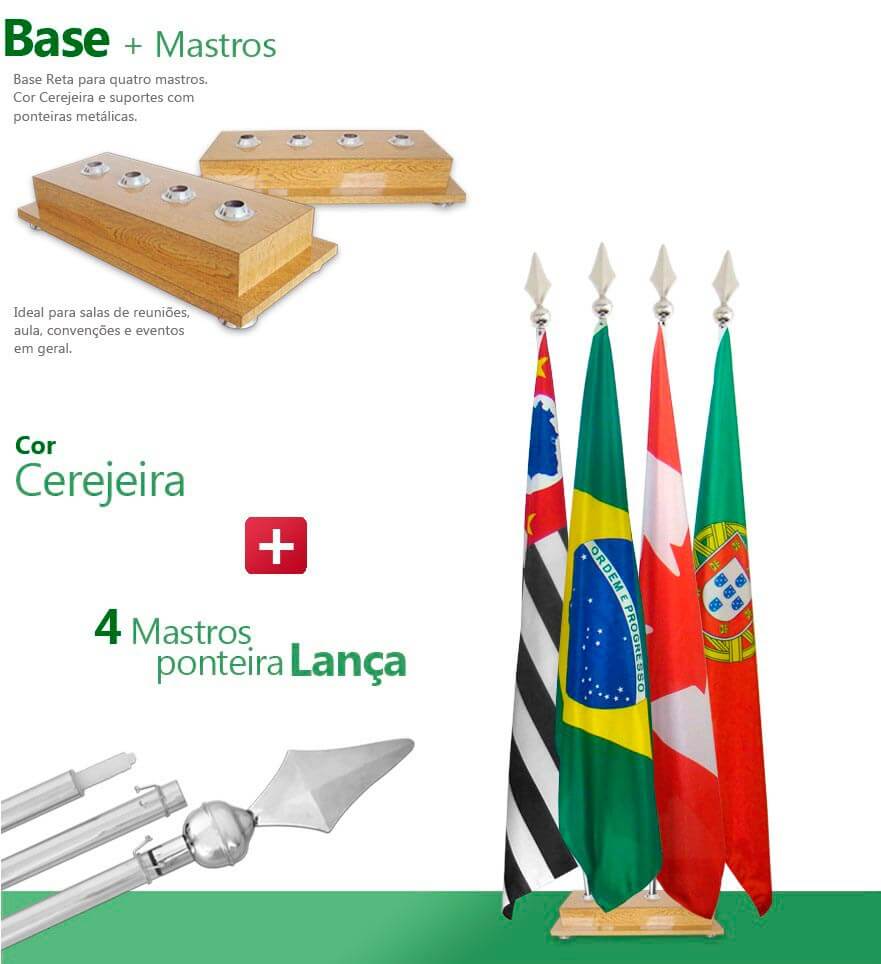 Base + Mastros
Base Reta para quatro mastros.
Cor Cerejeira e suportes com
ponteiras metálicas.
Ideal para salas de reuniões,
aula, convenções e eventos
em geral.
Cor
Cerejeira
4 Mastros
ponteira Lança
ORDEM E PROGRESSO